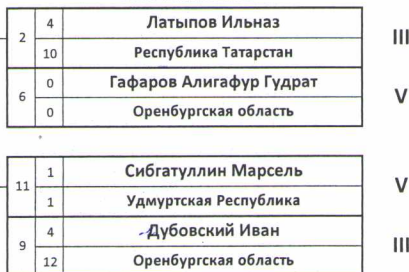 4 Латыпов Ильназ
2 III
10 Республика Татарстан
0 Гафаров Алигафур Гудрат
6 V
0 Оренбургская область
1 Сибгатуллин Марсель
11 V
1 Удмуртская Республика
4 Дубовский Иван
9 III
12 Оренбургская область